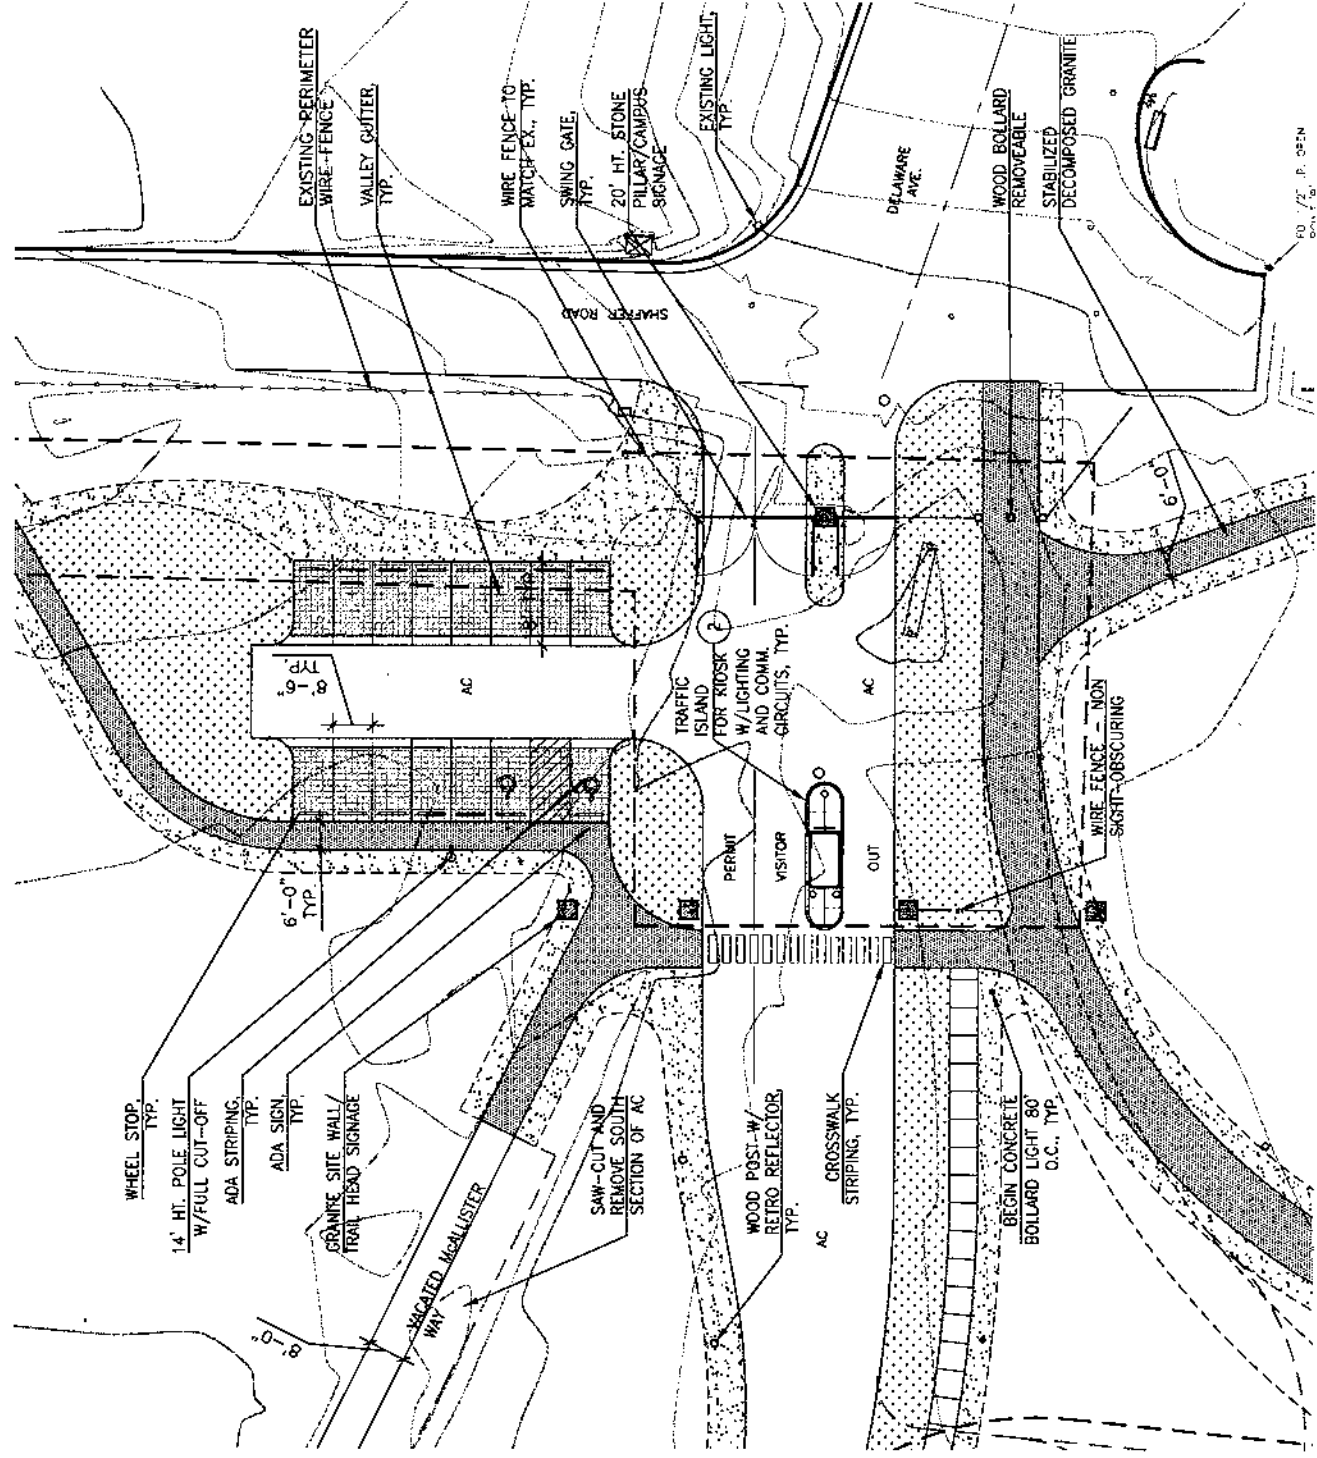 EXISTING PERIMETER
WIRE FENCE
VALLEY GUTTER,
TYP.
WIRE FENCE TO
MATCH EX., TYP.
SWING GATE,
TYP.
20' HT. STONE
PILLAR/CAMPUS
SIGNAGE
EXISTING LIGHT,
TYP.
DELAWARE
AVE.
WOOD BOLLARD
REMOVEABLE
STABILIZED
DECOMPOSED GRANITE
SHAFFER ROAD
6'-0"
8'-6"
TYP.
AC
TRAFFIC
ISLAND
FOR KIOSK
W/LIGHTING
AND COMM.
CIRCUITS, TYP.
2
AC
WIRE FENCE - NON
SIGHT-OBSCURING
PERMIT
VISITOR
OUT
6'-0"
TYP.
WHEEL STOP,
TYP.
14' HT. POLE LIGHT
W/FULL CUT-OFF
ADA STRIPING,
TYP.
ADA SIGN,
TYP.
GRANITE SITE WALL/
TRAIL HEAD SIGNAGE
SAW-CUT AND
REMOVE SOUTH
SECTION OF AC
WOOD POST W/
RETRO REFLECTOR,
TYP.
CROSSWALK
STRIPING, TYP.
AC
BEGIN CONCRETE
BOLLARD LIGHT 80'
O.C., TYP.
VACATED McALLISTER
WAY
8'-0"